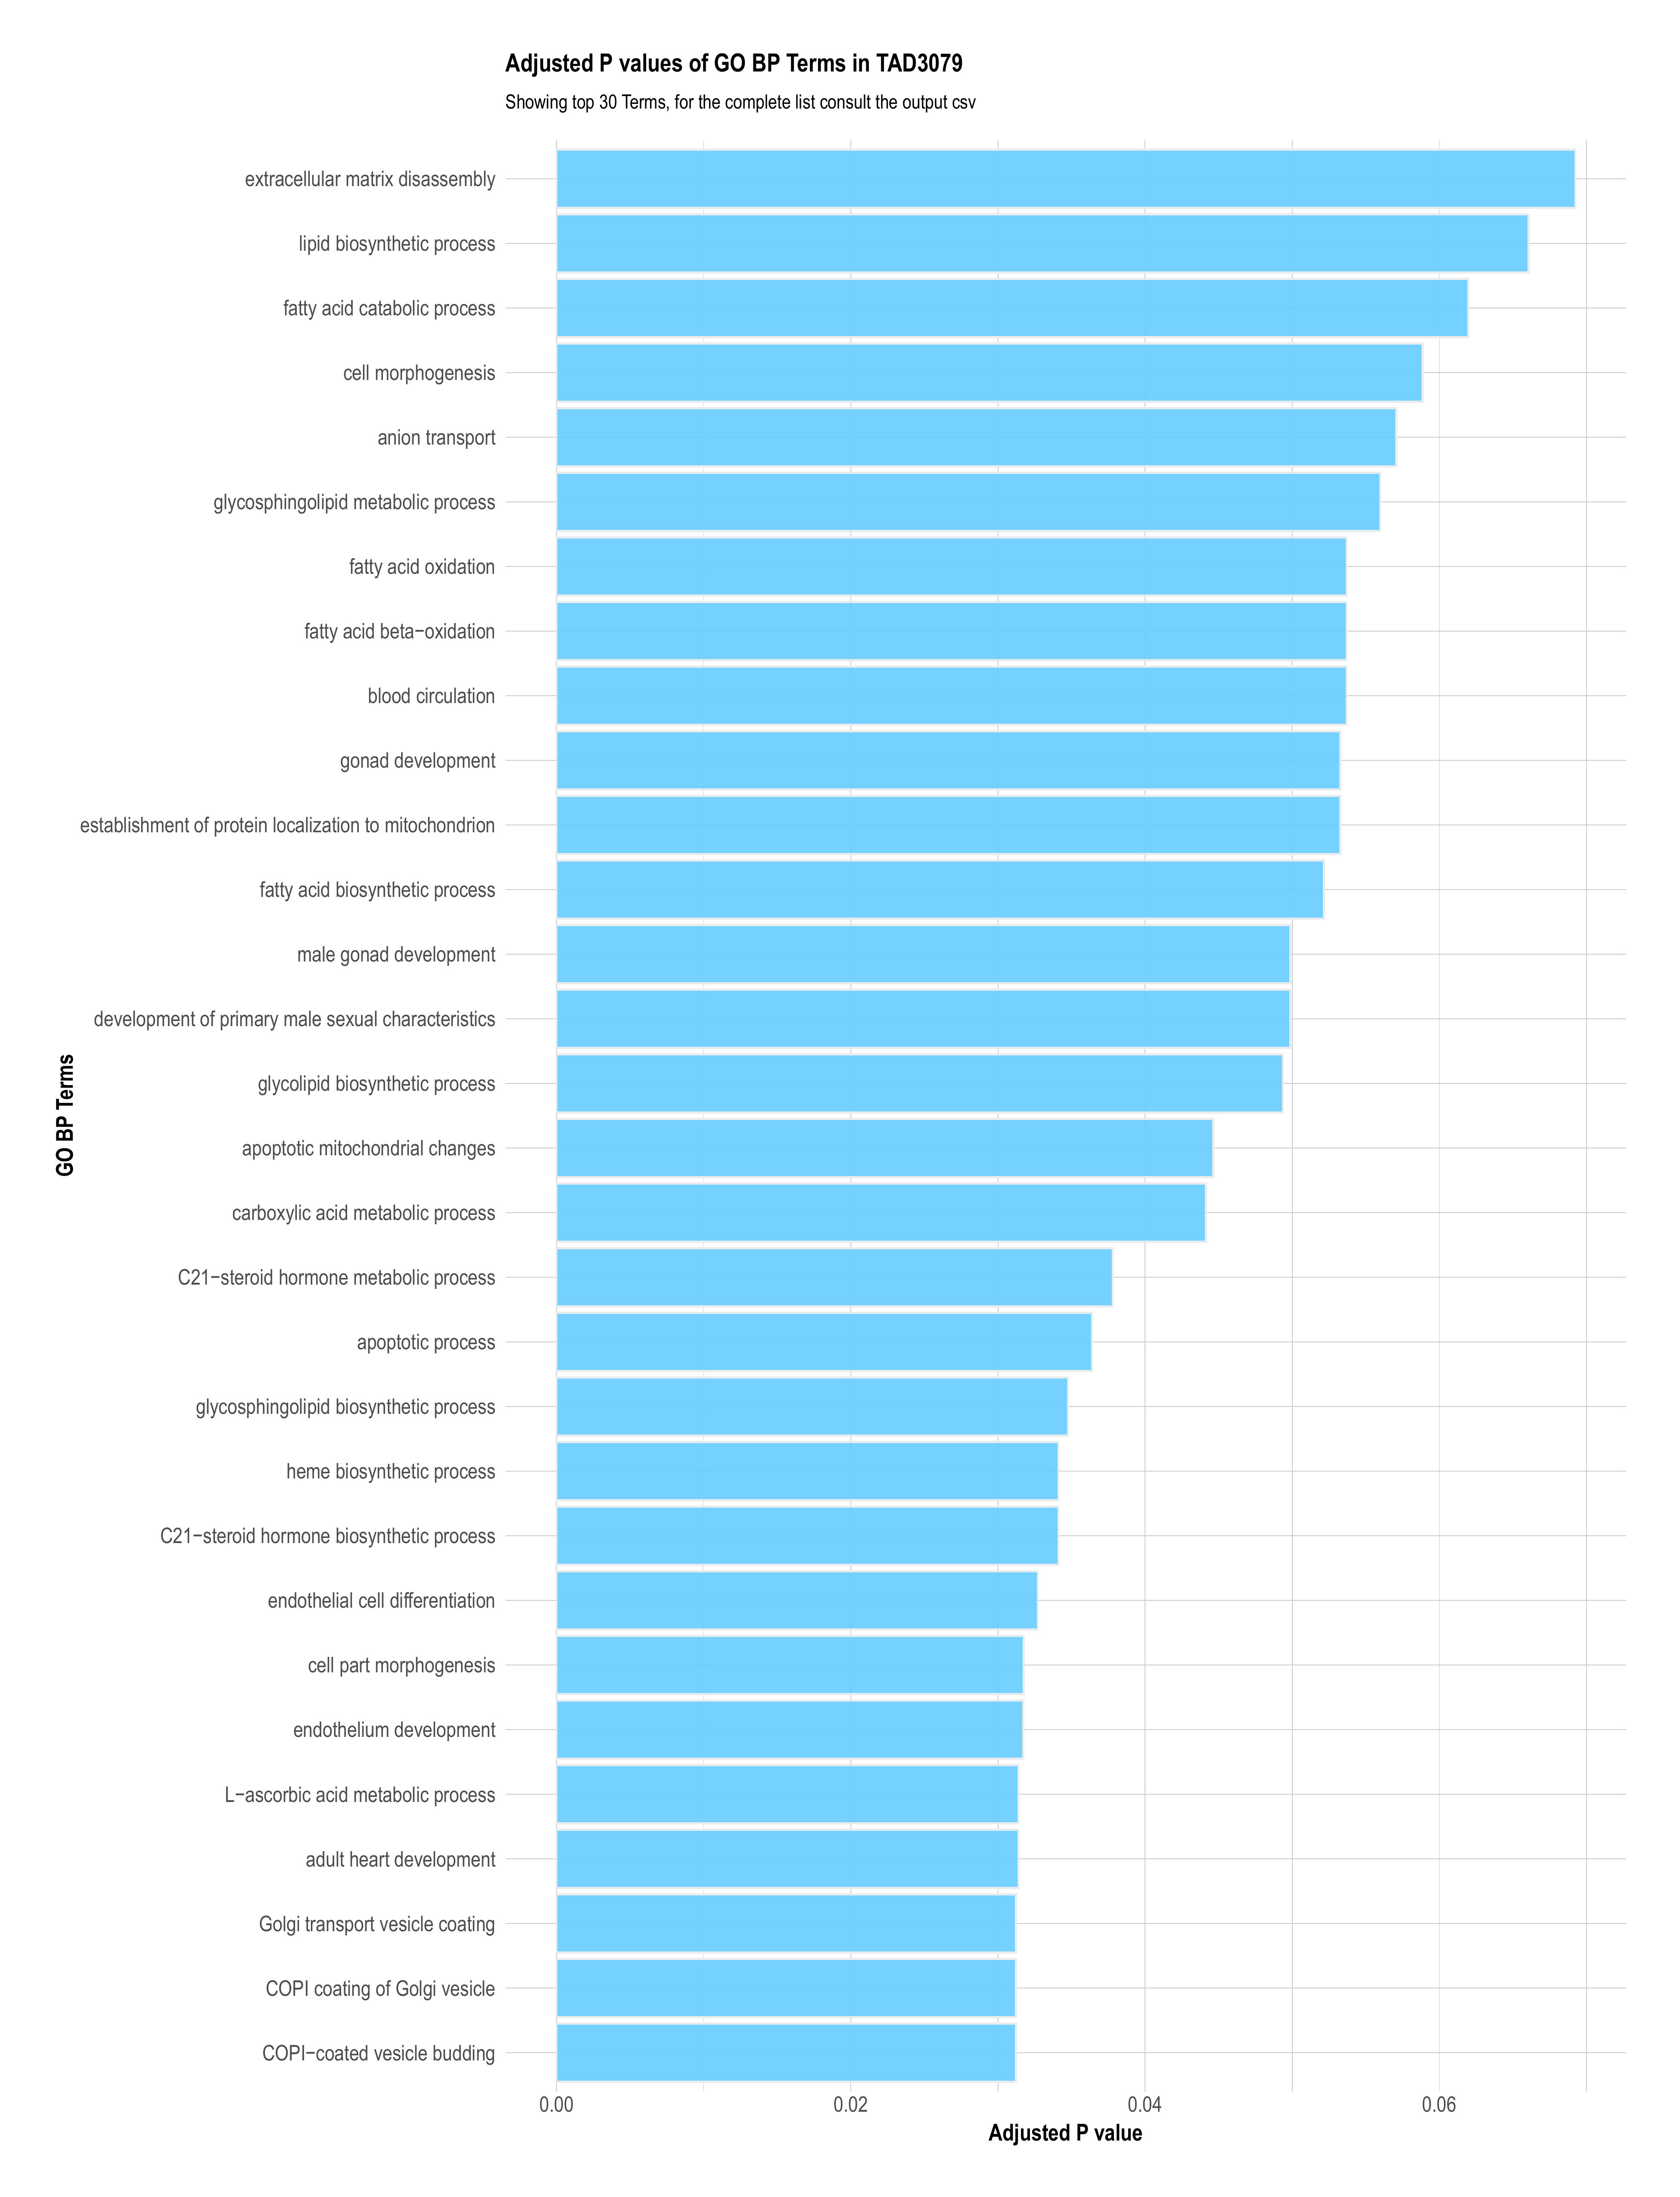 Adjusted P values of GO BP Terms in TAD3079
Showing top 30 Terms, for the complete list consult the output csv
extracellular matrix disassembly
lipid biosynthetic process
fatty acid catabolic process
cell morphogenesis
anion transport
glycosphingolipid metabolic process
fatty acid oxidation
fatty acid beta−oxidation
blood circulation
gonad development
establishment of protein localization to mitochondrion
fatty acid biosynthetic process
male gonad development
development of primary male sexual characteristics
glycolipid biosynthetic process
apoptotic mitochondrial changes
carboxylic acid metabolic process
C21−steroid hormone metabolic process
apoptotic process
glycosphingolipid biosynthetic process
heme biosynthetic process
C21−steroid hormone biosynthetic process
endothelial cell differentiation
cell part morphogenesis
endothelium development
L−ascorbic acid metabolic process
adult heart development
Golgi transport vesicle coating
COPI coating of Golgi vesicle
COPI−coated vesicle budding
GO BP Terms
0.00 0.02 0.04 0.06
Adjusted P value